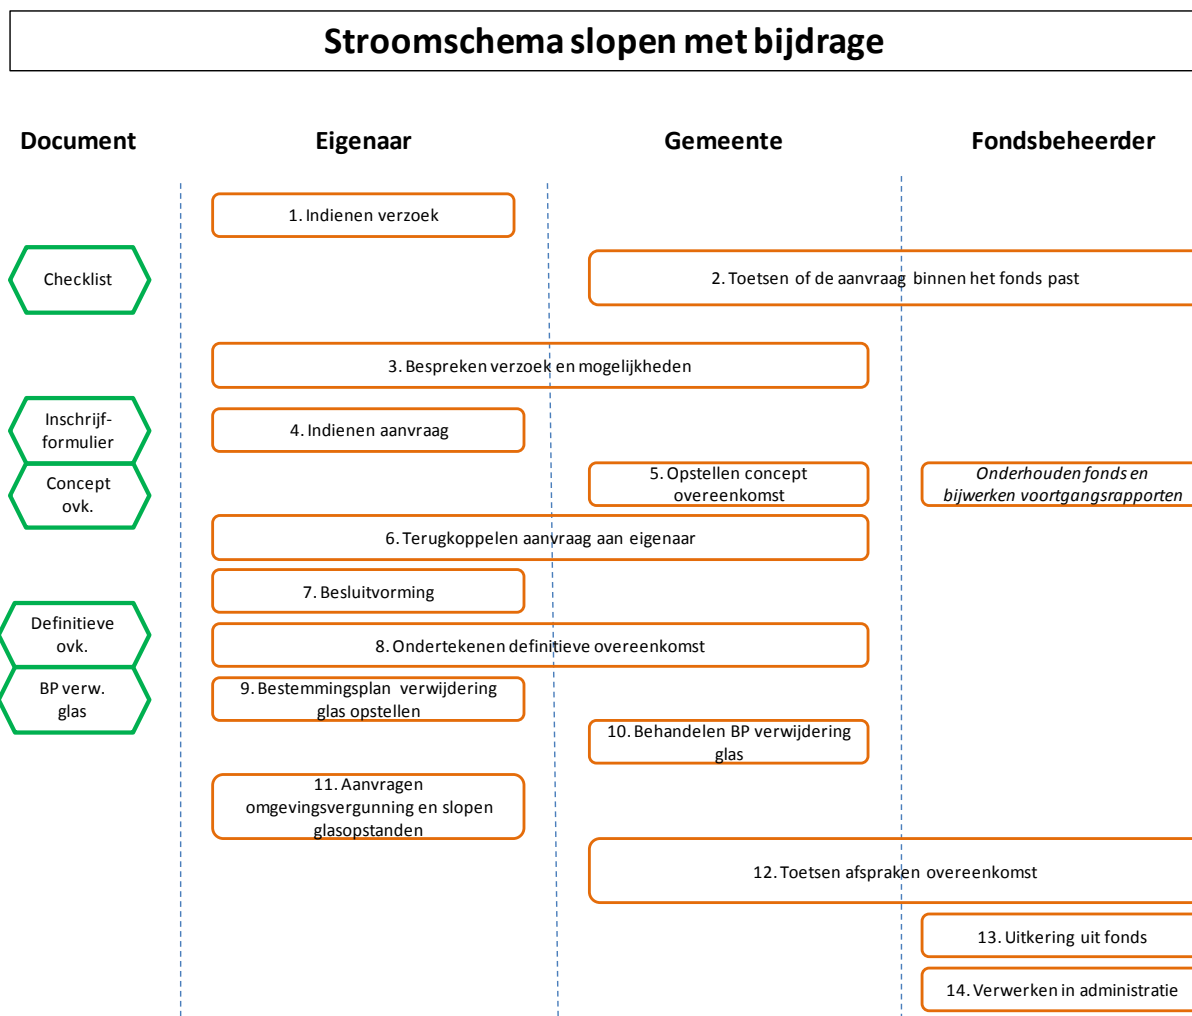 Stroomschema slopen met bijdrage
Document
Eigenaar
Gemeente
Fondsbeheerder
1. Indienen verzoek
Checklist
2. Toetsen of de aanvraag binnen het fonds past
3. Bespreken verzoek en mogelijkheden
Inschrijf-
formulier
4. Indienen aanvraag
Concept
ovk.
5. Opstellen concept
overeenkomst
Onderhouden fonds en
bijwerken voortgangsrapporten
6. Terugkoppelen aanvraag aan eigenaar
7. Besluitvorming
Definitieve
ovk.
8. Ondertekenen definitieve overeenkomst
BP verw.
glas
9. Bestemmingsplan verwijdering
glas opstellen
10. Behandelen BP verwijdering
glas
11. Aanvragen
omgevingsvergunning en slopen
glasopstanden
12. Toetsen afspraken overeenkomst
13. Uitkering uit fonds
14. Verwerken in administratie